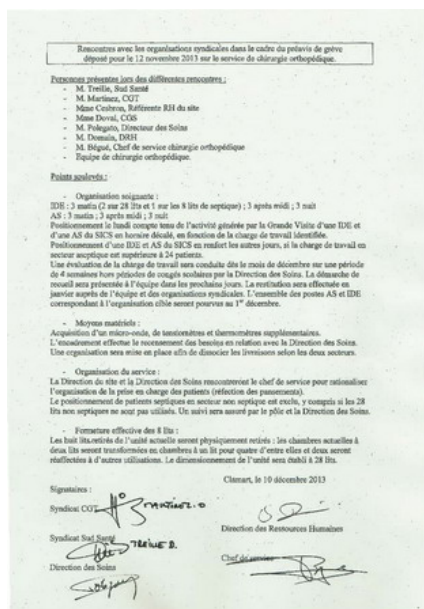 Rencontres avec les organisations syndicales dans le cadre du préavis de grève
déposé pour le 12 novembre 2013 sur le service de chirurgie orthopédique.
Personnes présentes lors des différentes rencontres :
- M. Treille, Sud Santé
- M. Martinez, CGT
- Mme Cesbron, Référente RH du site
- Mme Doval, CGS
- M. Polegato, Directeur des Soins
- M. Domain, DRH
- M. Bégué, Chef de service chirurgie orthopédique
- Equipe de chirurgie orthopédique.
Points soulevés :
- Organisation soignante :
IDE : 3 matin (2 sur 28 lits et 1 sur les 8 lits de septique) ; 3 après midi ; 3 nuit
AS : 3 matin ; 3 après midi ; 3 nuit
Positionnement le lundi compte tenu de l'activité générée par la Grande Visite d'une IDE et
d'une AS du SICS en horaire décalé, en fonction de la charge de travail identifiée.
Positionnement d'une IDE et AS du SICS en renfort les autres jours, si la charge de travail en
secteur aseptique est supérieure à 24 patients.
Une évaluation de la charge de travail sera conduite dès le mois de décembre sur une période
de 4 semaines hors périodes de congés scolaires par la Direction des Soins. La démarche de
recueil sera présentée à l'équipe dans les prochains jours. La restitution sera effectuée en
janvier auprès de l'équipe et des organisations syndicales. L'ensemble des postes AS et IDE
correspondant à l'organisation cible seront pourvus au 1er décembre.
- Moyens matériels :
Acquisition d'un micro-onde, de tensiomètres et thermomètres supplémentaires.
L'encadrement effectue le recensement des besoins en relation avec la Direction des Soins.
Une organisation sera mise en place afin de dissocier les livraisons selon les deux secteurs.
- Organisation du service :
La Direction du site et la Direction des Soins rencontreront le chef de service pour rationaliser
l'organisation de la prise en charge des patients (réfection des pansements).
Le positionnement de patients septiques en secteur non septique est exclu, y compris si les 28
lits non septiques ne sont pas utilisés. Un suivi sera assuré par le pôle et la Direction des Soins.
- Fermeture effective des 8 lits :
Les huit lits retirés de l'unité actuelle seront physiquement retirés : les chambres actuelles à
deux lits seront transformées en chambres à un lit pour quatre d'entre elles et deux seront
réaffectées à d'autres utilisations. Le dimensionnement de l'unité sera établi à 28 lits.
Clamart, le 10 décembre 2013
Signataires :
Syndicat CGT MARTINEZ.O
Direction des Ressources Humaines
Syndicat Sud Santé TREILLE D.
Chef de service
Direction des Soins